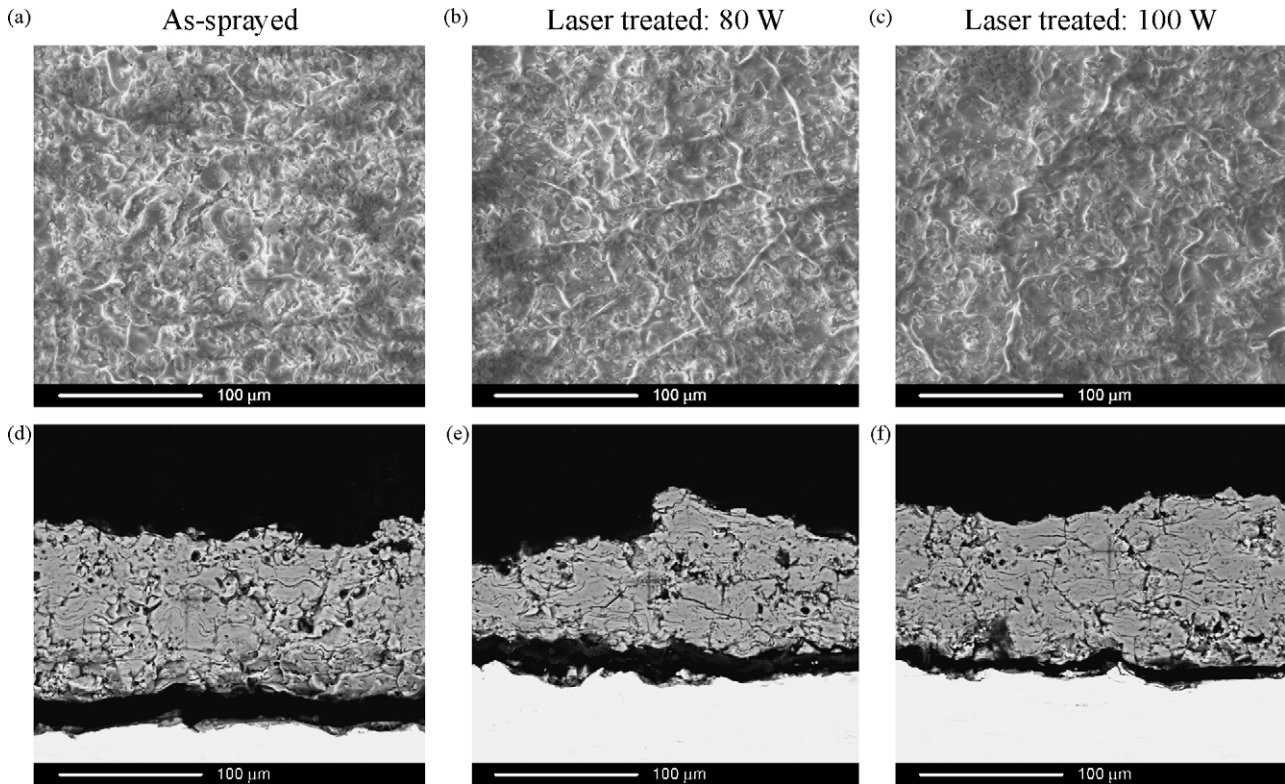 (a) As-sprayed
(b) Laser treated: 80 W
(c) Laser treated: 100 W
100 μm
100 μm
100 μm
(d)
(e)
(f)
100 μm
100 μm
100 μm